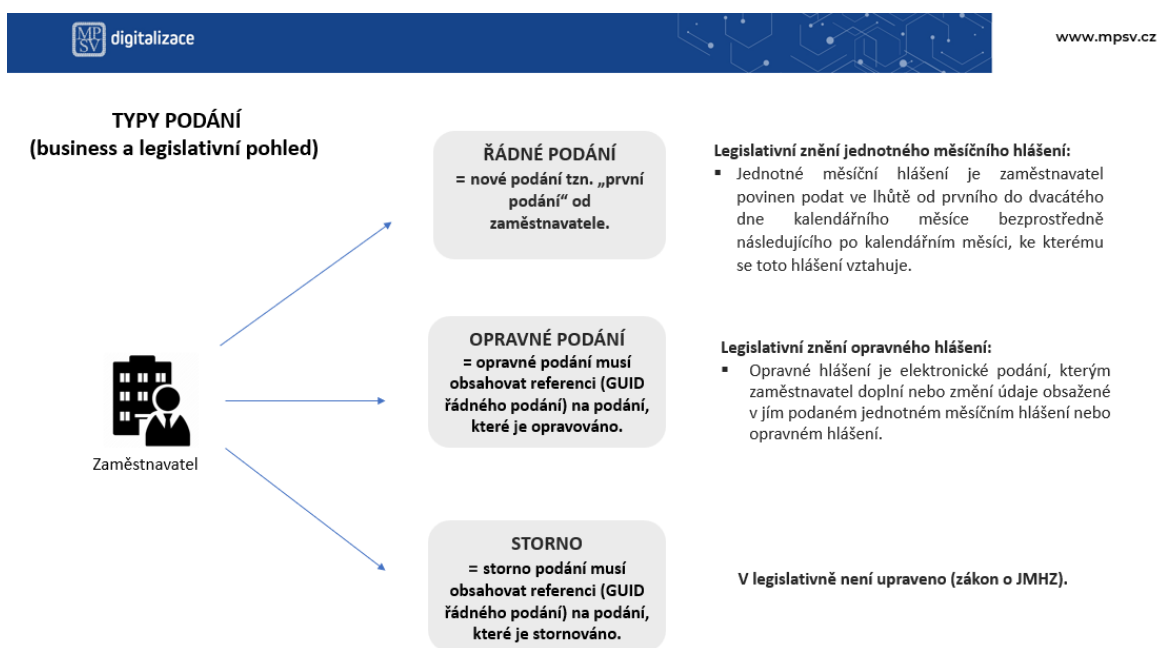 MP
SV
digitalizace
www.mpsv.cz
TYPY PODÁNÍ
(business a legislativní pohled)
Zaměstnavatel
ŘÁDNÉ PODÁNÍ
= nové podání tzn. „první
podání“ od
zaměstnavatele.
Legislativní znění jednotného měsíčního hlášení:
▪ Jednotné měsíční hlášení je zaměstnavatel
povinen podat ve lhůtě od prvního do dvacátého
dne kalendářního měsíce bezprostředně
následujícího po kalendářním měsíci, ke kterému
se toto hlášení vztahuje.
OPRAVNÉ PODÁNÍ
= opravné podání musí
obsahovat referenci (GUID
řádného podání) na podání,
které je opravováno.
Legislativní znění opravného hlášení:
▪ Opravné hlášení je elektronické podání, kterým
zaměstnavatel doplní nebo změní údaje obsažené
v jím podaném jednotném měsíčním hlášení nebo
opravném hlášení.
STORNO
= storno podání musí
obsahovat referenci (GUID
řádného podání) na podání,
které je stornováno.
V legislativně není upraveno (zákon o JMHZ).